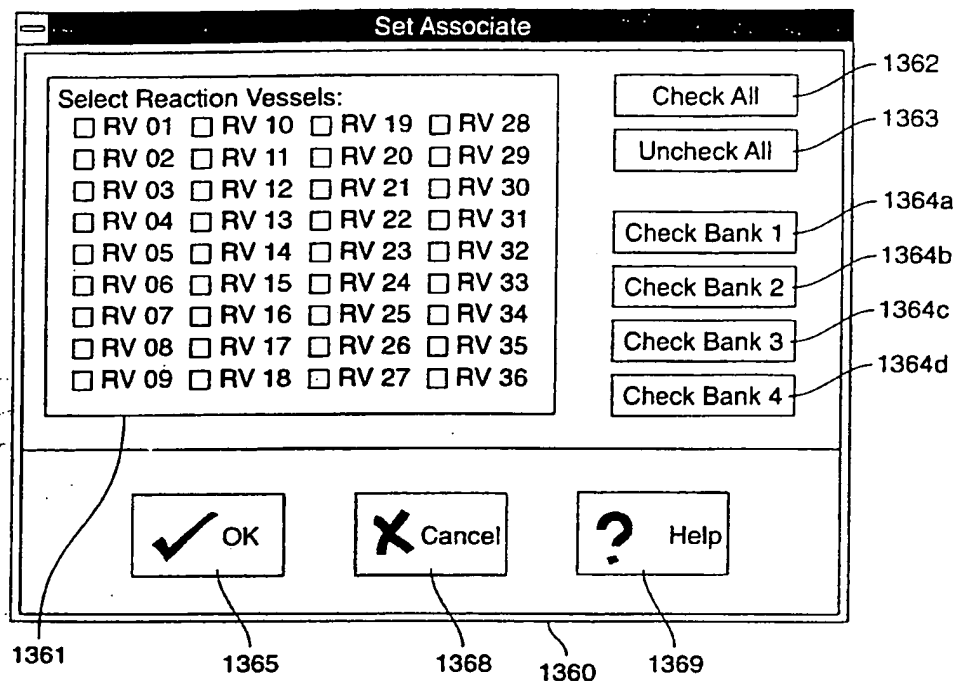 Set Associate
Select Reaction Vessels:
RV 01 RV 10 RV 19 RV 28
RV 02 RV 11 RV 20 RV 29
RV 03 RV 12 RV 21 RV 30
RV 04 RV 13 RV 22 RV 31
RV 05 RV 14 RV 23 RV 32
RV 06 RV 15 RV 24 RV 33
RV 07 RV 16 RV 25 RV 34
RV 08 RV 17 RV 26 RV 35
RV 09 RV 18 RV 27 RV 36
Check All
1362
Uncheck All
1363
Check Bank 1
1364a
Check Bank 2
1364b
Check Bank 3
1364c
Check Bank 4
1364d
OK
Cancel
? Help
1361
1365
1368
1360
1369